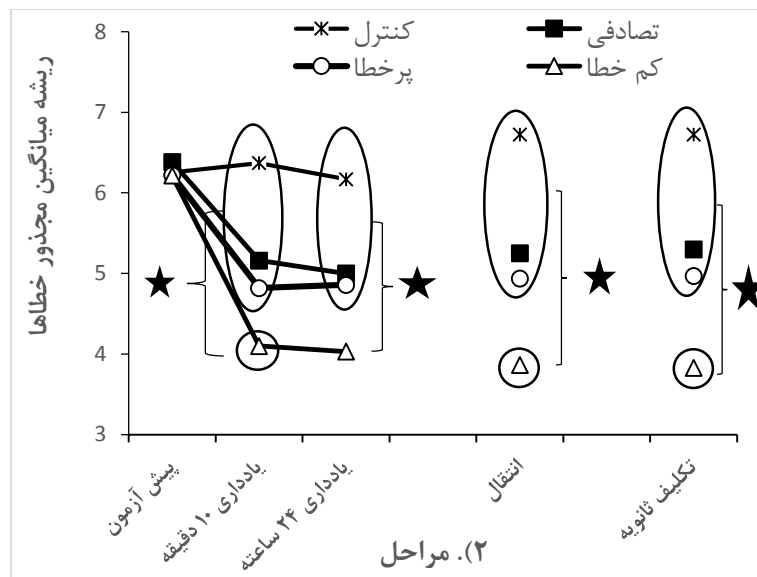 کنترل
تصادفی
پرخطا
کم خطا
ریشه میانگین مجذور خطاها
8
7
6
5
4
3
پیش آزمون
یادداری ۱۰ دقیقه
یادداری ۲۴ ساعته
انتقال
تکلیف ثانویه
۲). مراحل